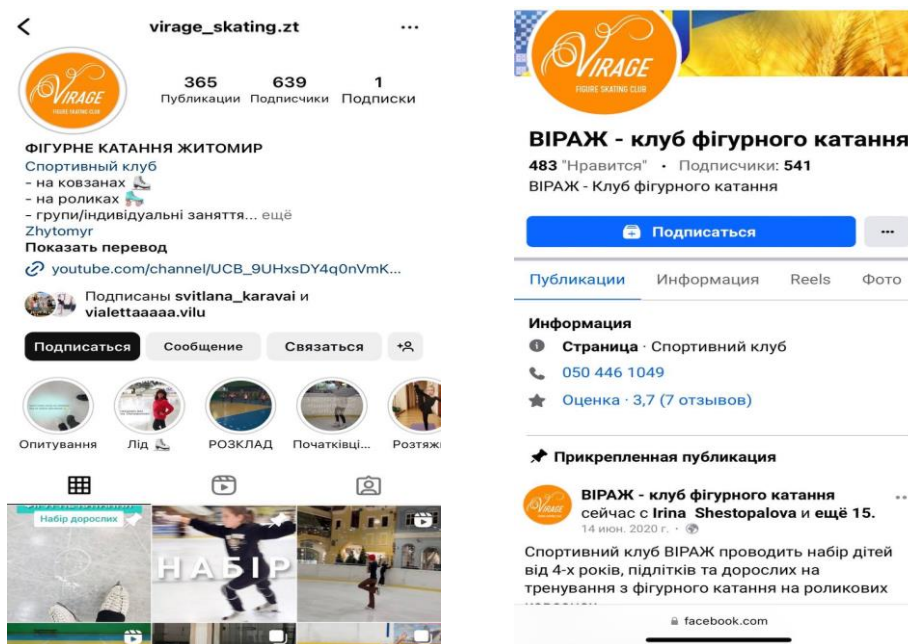 virage_skating.zt
VIRAGE
FIGURE SKATING CLUB
365 639 1
Публикации Подписчики Подписки
ФІГУРНЕ КАТАННЯ ЖИТОМИР
Спортивный клуб
- на ковзанах
- на роликах
- групи/індивідуальні заняття... ещё
Zhytomyr
Показать перевод
youtube.com/channel/UCB_9UHxsDY4q0nVmK...
Подписаны svitlana_karavai и
vialettaaaaa.vilu
Подписаться Сообщение Связаться
Опитування Лід РОЗКЛАД Початківці... Розтяж
Набір дорослих
НАБІР
VIRAGE
FIGURE SKATING CLUB
ВІРАЖ - клуб фігурного катання
483 "Нравится" • Подписчики: 541
ВІРАЖ - Клуб фігурного катання
Подписаться
Публикации Информация Reels Фото
Информация
Страница · Спортивний клуб
050 446 1049
Оценка · 3,7 (7 отзывов)
Прикрепленная публикация
ВІРАЖ - клуб фігурного катання
сейчас с Irina Shestopalova и ещё 15.
14 июн. 2020 г. ·
Спортивний клуб ВІРАЖ проводить набір дітей
від 4-х років, підлітків та дорослих на
тренування з фігурного катання на роликових
facebook.com